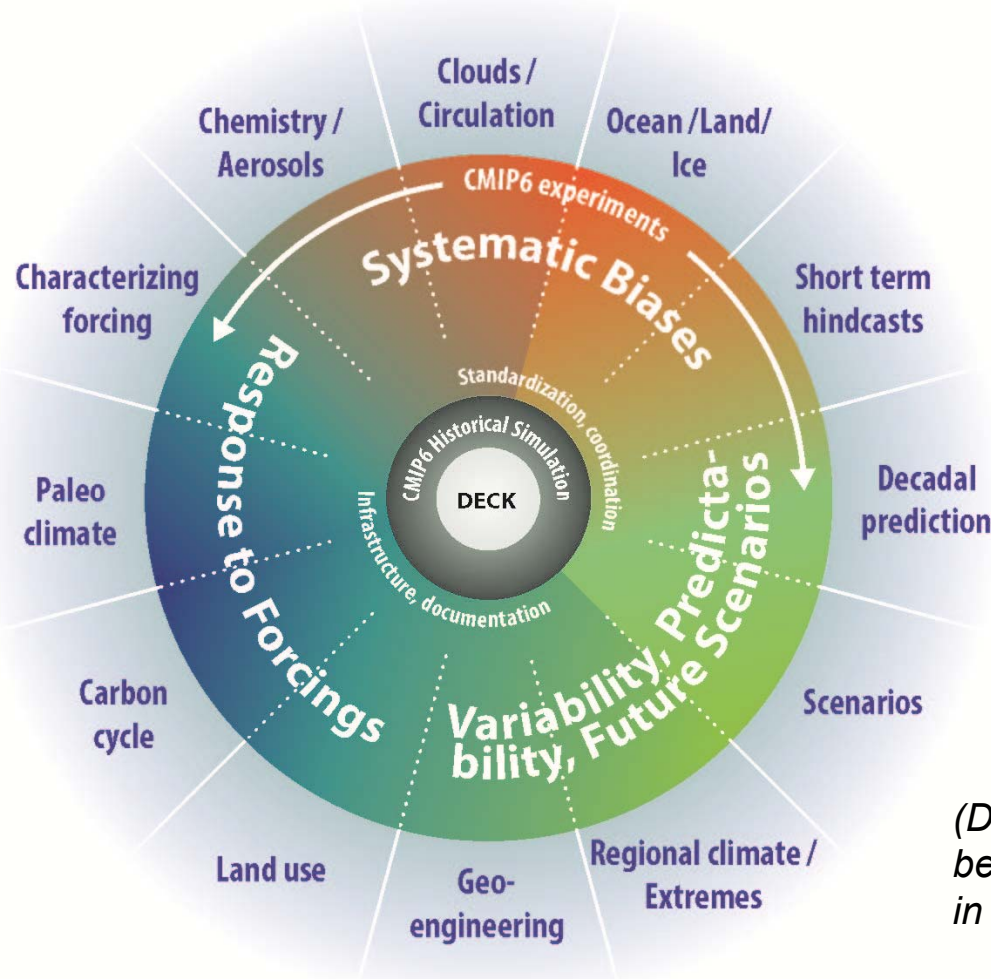 Clouds /
Circulation
Ocean /Land/
Ice
Short term
hindcasts
Decadal
prediction
Scenarios
Regional climate /
Extremes
Geo-
engineering
Land use
Carbon
cycle
Paleo
climate
Characterizing
forcing
Chemistry /
Aerosols
CMIP6 experiments
Systematic Biases
Variability, Predicta-
bility, Future Scenarios
Response to Forcings
Standardization, coordination
Infrastructure, documentation
CMIP6 Historical Simulation
DECK
(D
be
in